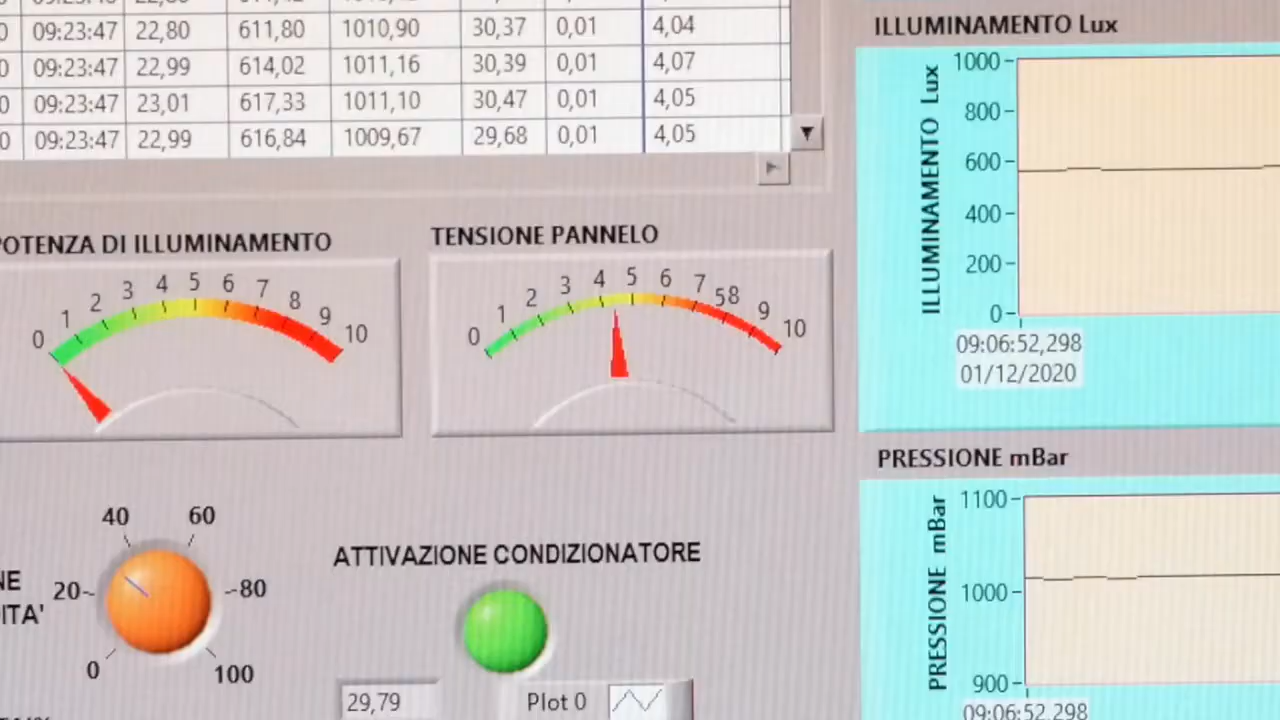 09:23:47 22,80 611,80 1010,90 30,37 0,01 4,04
09:23:47 22,99 614,02 1011,16 30,39 0,01 4,07
09:23:47 23,01 617,33 1011,10 30,47 0,01 4,05
09:23:47 22,99 616,84 1009,67 29,68 0,01 4,05
POTENZA DI ILLUMINAMENTO
0 1 2 3 4 5 6 7 8 9 10
TENSIONE PANNELO
0 1 2 3 4 5 6 7 58 9 10
ILLUMINAMENTO Lux
ILLUMINAMENTO Lux
1000
800
600
400
200
0
09:06:52,298
01/12/2020
NE
DITA'
0 20 40 60 80 100
ATTIVAZIONE CONDIZIONATORE
29,79
Plot 0
PRESSIONE mBar
PRESSIONE mBar
1100
1000
900
09:06:52,298